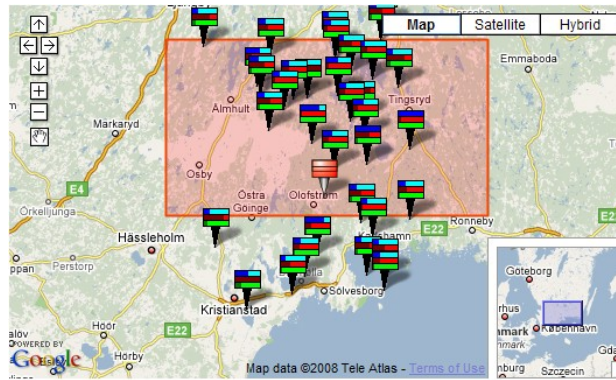 Map
Satellite
Hybrid
Emmaboda
Älmhult
Tingsryd
Markaryd
Osby
E4
Örkelljunga
Östra
Göinge
Olofström
Ronneby
E22
Hässleholm
Perstorp
Sölvesborg
Kristianstad
Höör
E22
Hörby
Göteborg
København
Szczecin
POWERED BY
Google
Map data ©2008 Tele Atlas - Terms of Use